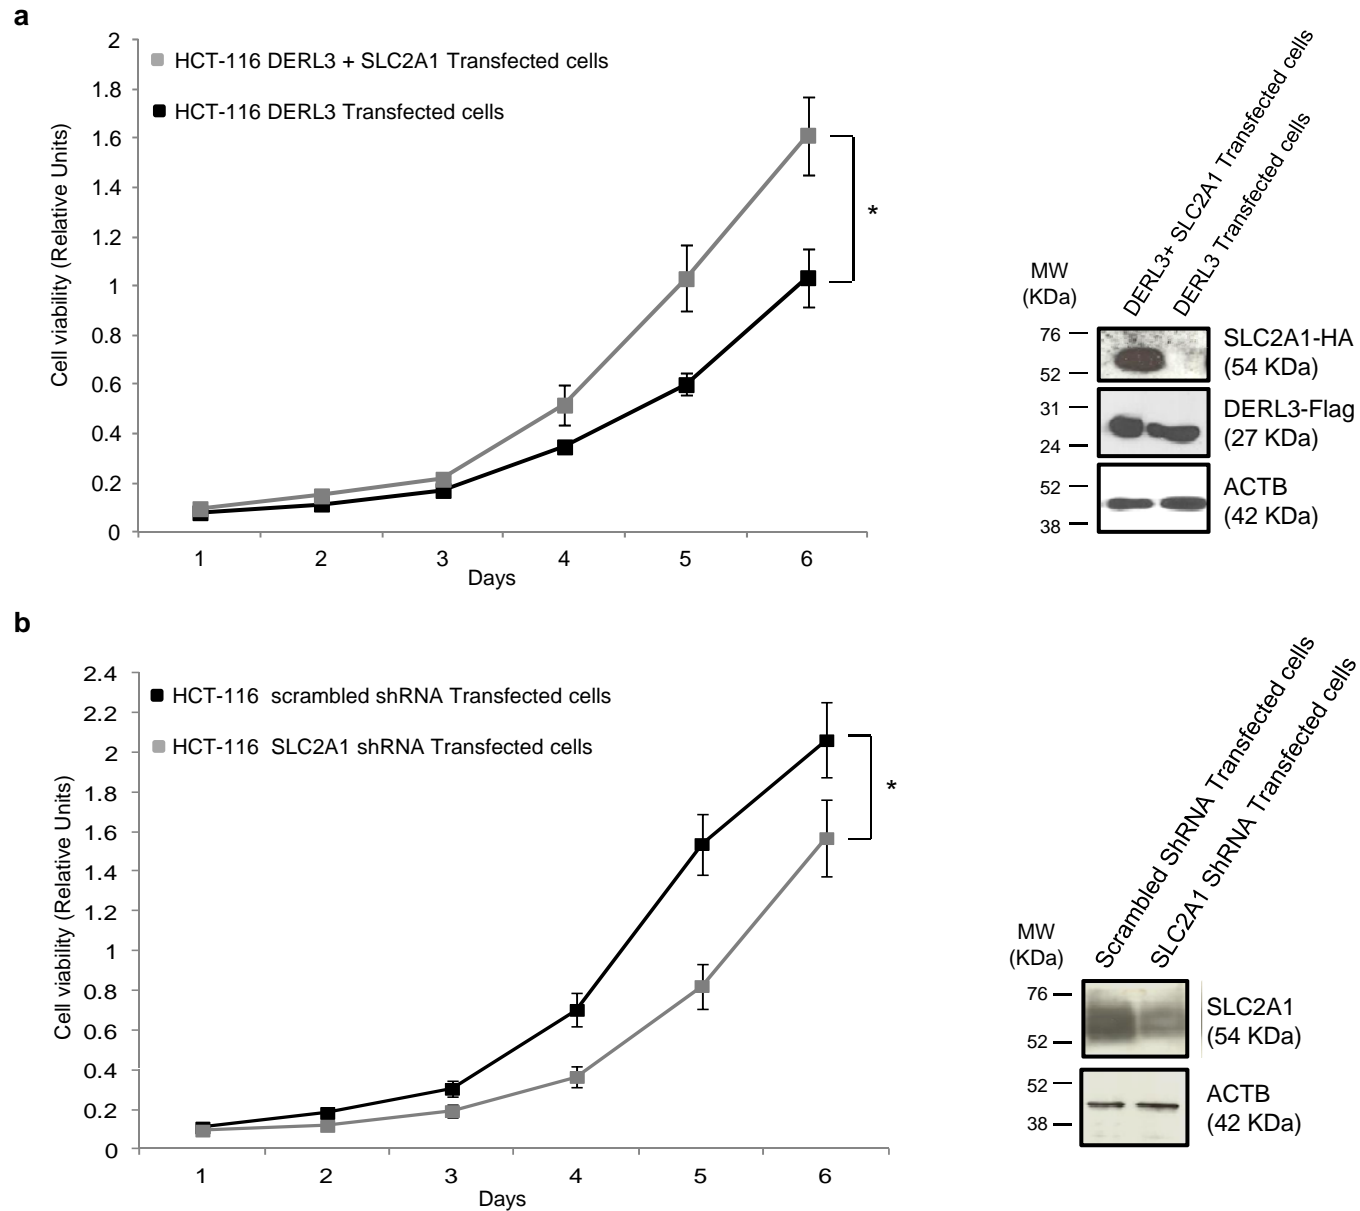 a
2
1.8
1.6
1.4
1.2
1
0.8
0.6
0.4
0.2
0
Cell viability (Relative Units)
HCT-116 DERL3 + SLC2A1 Transfected cells
HCT-116 DERL3 Transfected cells
*
1 2 3 4 5 6
Days
DERL3+ SLC2A1 Transfected cells
DERL3 Transfected cells
MW
(KDa)
76
52
SLC2A1-HA
(54 KDa)
31
24
DERL3-Flag
(27 KDa)
52
38
ACTB
(42 KDa)
b
2.4
2.2
2
1.8
1.6
1.4
1.2
1
0.8
0.6
0.4
0.2
0
Cell viability (Relative Units)
HCT-116 scrambled shRNA Transfected cells
HCT-116 SLC2A1 shRNA Transfected cells
*
1 2 3 4 5 6
Days
Scrambled ShRNA Transfected cells
SLC2A1 ShRNA Transfected cells
MW
(KDa)
76
52
SLC2A1
(54 KDa)
52
38
ACTB
(42 KDa)